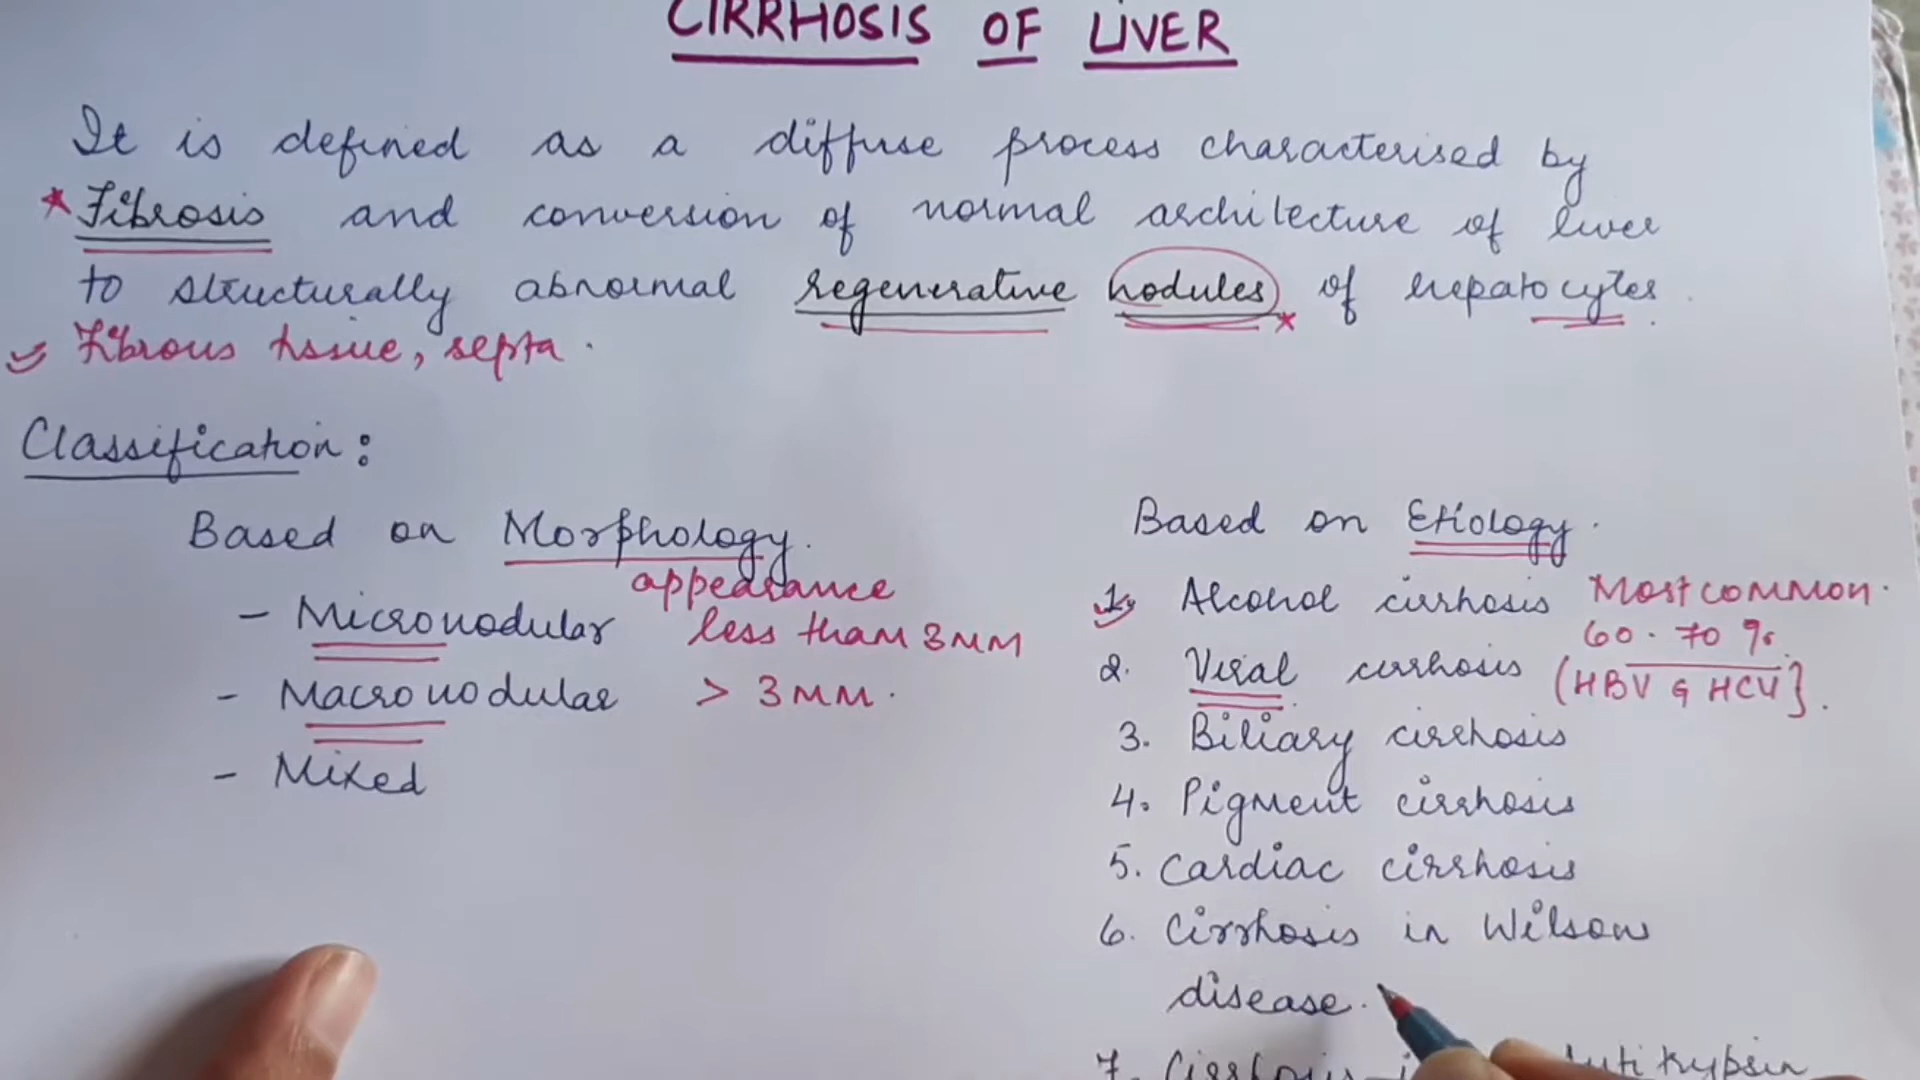 CIRRHOSIS OF LIVER
It is defined as a diffuse process characterised by
* Fibrosis and conversion of normal architecture of liver
to structurally abnormal regenerative nodules * of hepatocytes.
Fibrous tissue, septa.
Classification:
Based on Morphology.
appearance
- Micronodular less than 3MM
- Macronodular > 3MM.
- Mixed
Based on Etiology.
1. Alcohol cirrhosis Most common.
60-70 %
2. Viral cirrhosis (HBV & HCV).
3. Biliary cirrhosis
4. Pigment cirrhosis
5. Cardiac cirrhosis
6. Cirrhosis in Wilsons
disease.
7. Cirrhosis